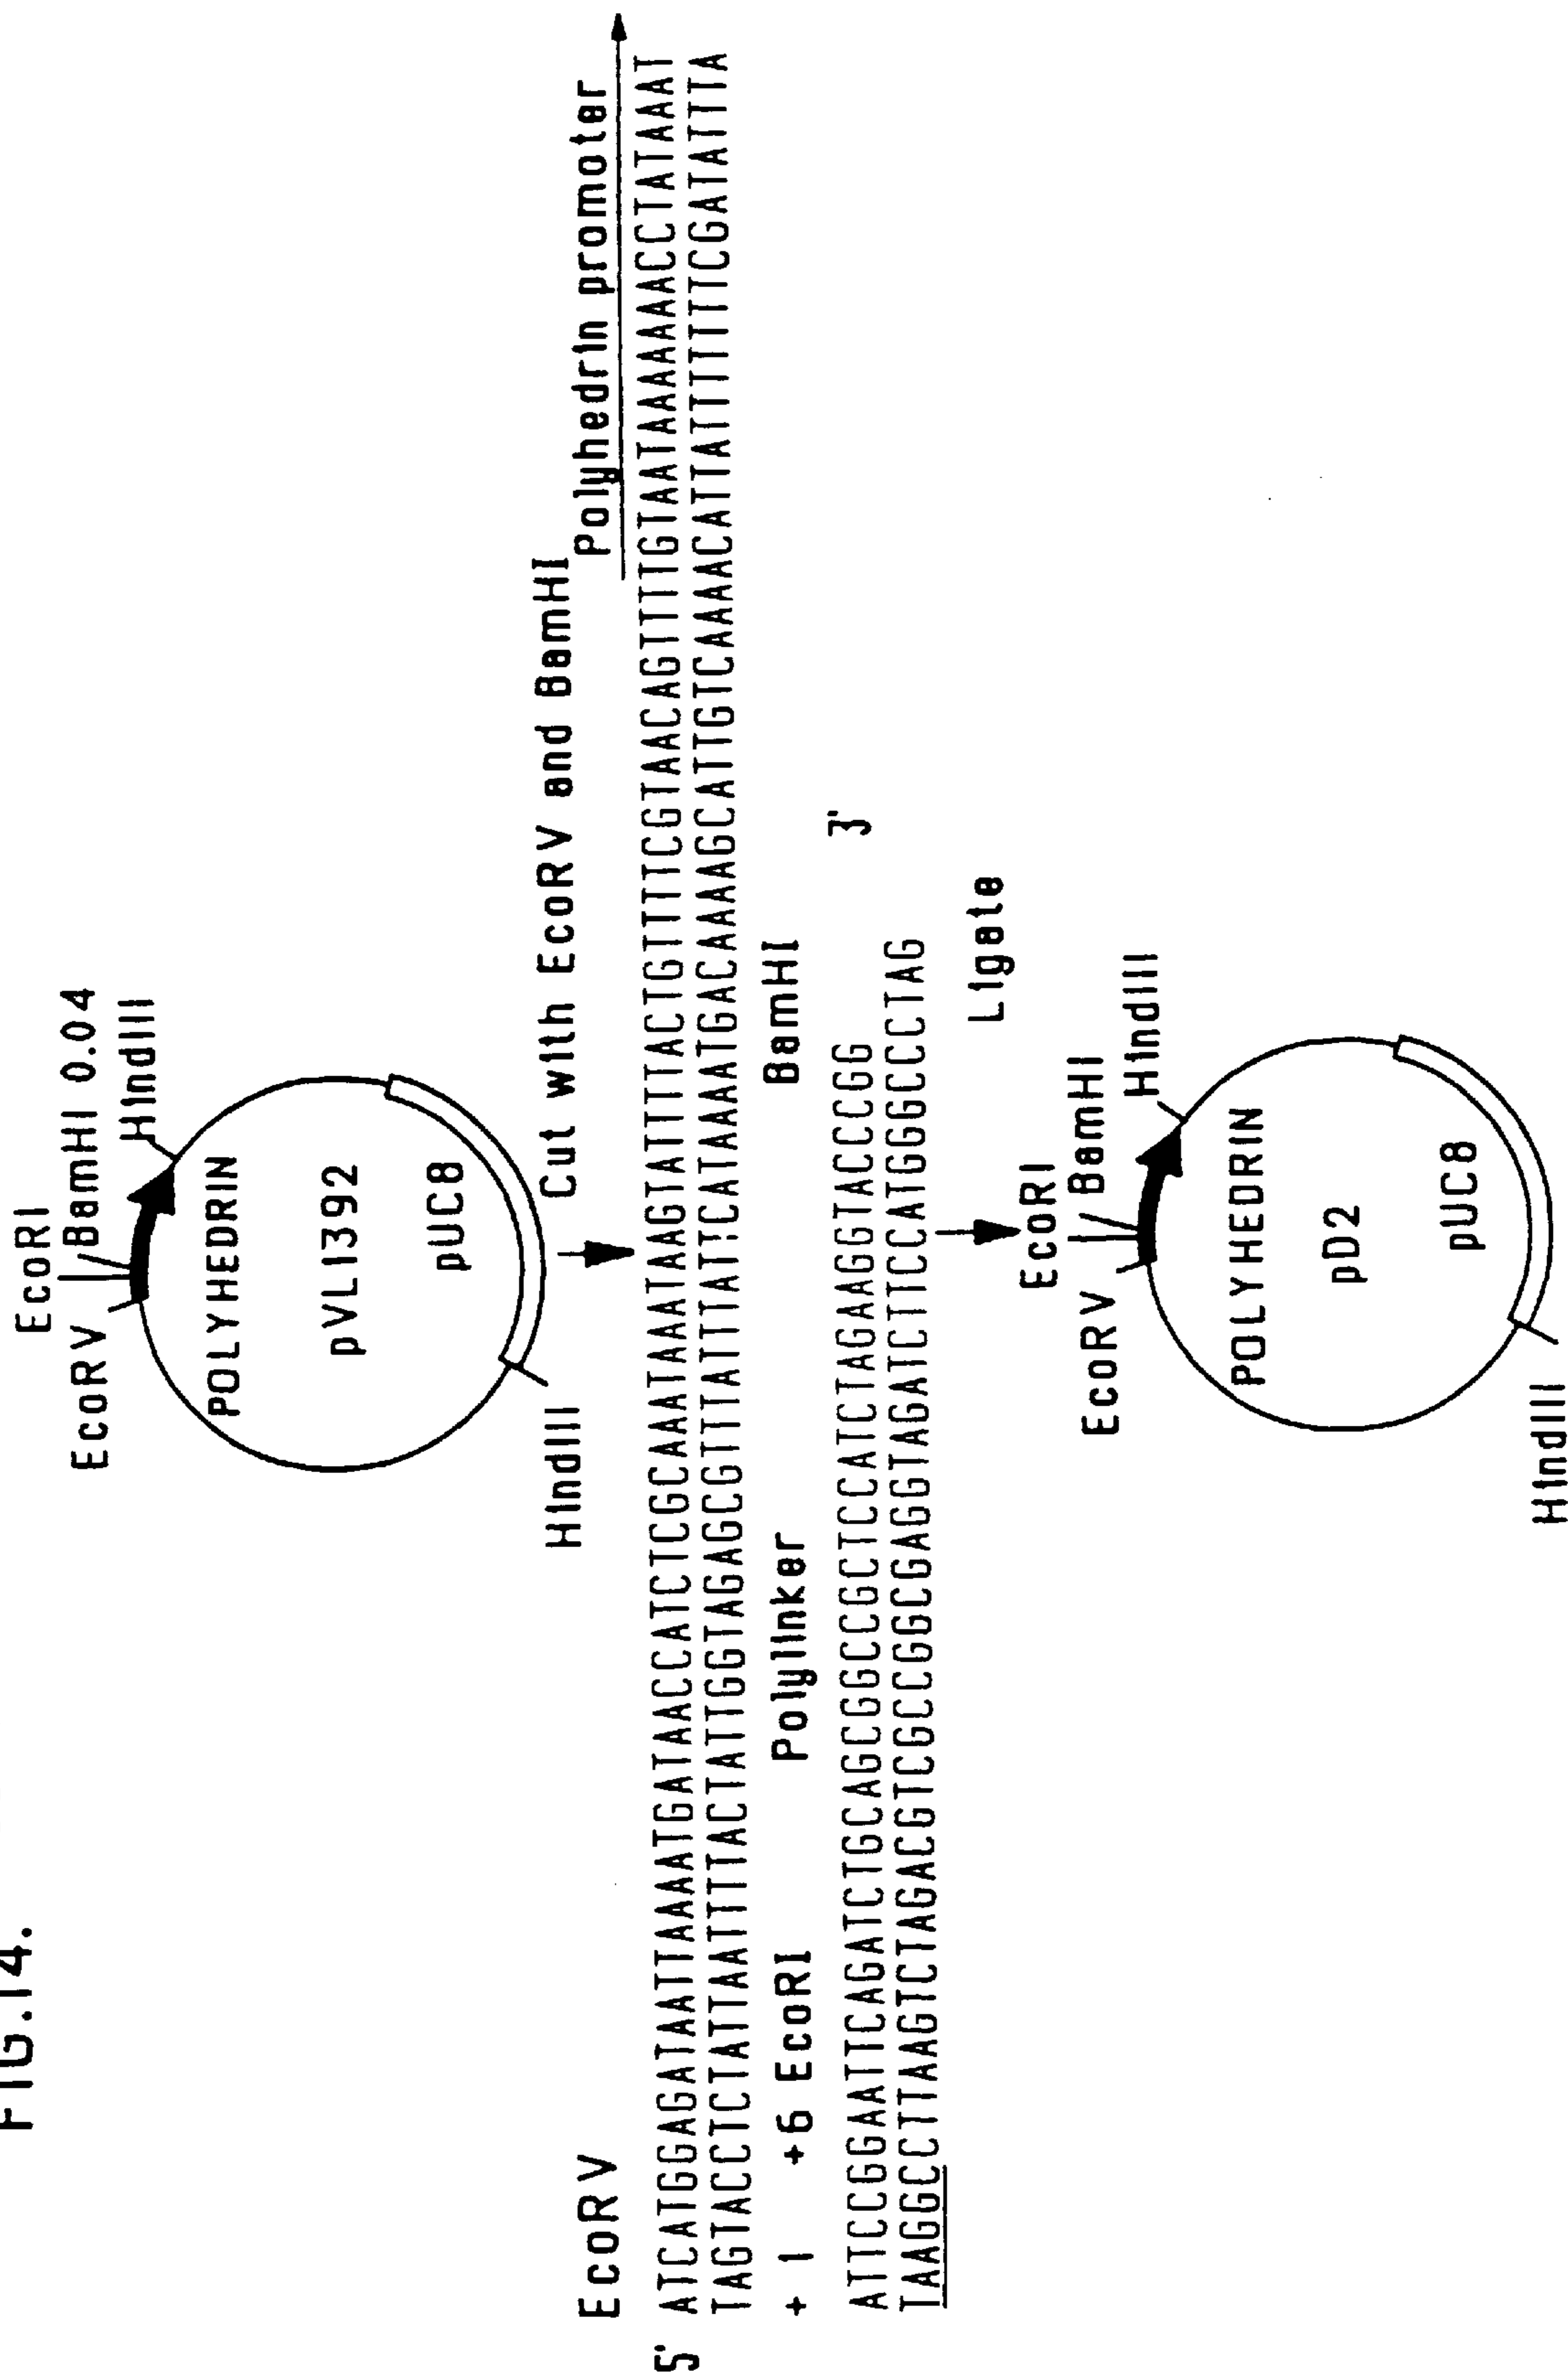 FIG.14.
EcoRI
EcoRV BamHI 0.04
HindIII
POLYHEDRIN
pVL1392
pUC8
HindIII
Cut with EcoRV and BamHI
EcoRV Polyhedrin promoter
5' ATCATGGAGATAATTAAAATGATAACCATCTCGCAAATAAATAAGTATTTTACTGTTTTCGTAACAGTTTTGTAATAAAAAAACCTATAAAT
TAGTACCTCTATTAATTTTACTATTGGTAGAGCGTTTATTTATTCATAAAATGACAAAAGCATTGTCAAAACATTATTTTTTTCGATATTTA
+ 1 +6 EcoRI Polylinker BamHI
ATTCCGGAATTCAGATCTGCAGCGGCCGCTCCATCTAGAAGGTACCCGG 3'
TAAGGCCTTAAGTCTAGACGTCGCCGGCGAGGTAGATCTTCCATGGGCCCTAG
Ligate
EcoRI
EcoRV BamHI
HindIII
POLYHEDRIN
pD2
pUC8
HindIII